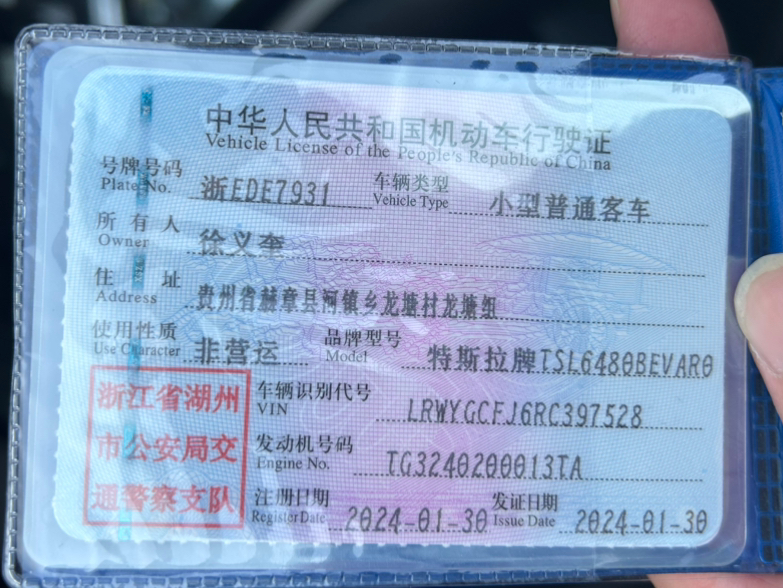 中华人民共和国机动车行驶证
Vehicle License of the People's Republic of China
号牌号码 浙EDE7931 车辆类型 小型普通客车
Plate No. Vehicle Type
所有人 徐义奎
Owner
住址 贵州省赫章县河镇乡龙塘村龙塘组
Address
使用性质 非营运 品牌型号 特斯拉牌TSL6480BEVAR0
Use Character Model
浙江省湖州
市公安局交
通警察支队
车辆识别代号 LRWYGCFJ6RC397528
VIN
发动机号码 TG3240200013TA
Engine No.
注册日期 2024-01-30 发证日期 2024-01-30
Register Date Issue Date